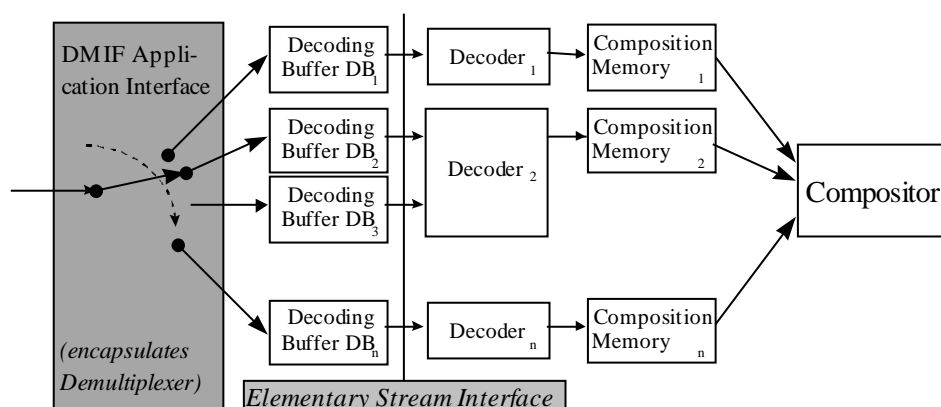 DMIF Appli-
cation Interface
(encapsulates
Demultiplexer)
Decoding
Buffer DB1
Decoding
Buffer DB2
Decoding
Buffer DB3
Decoding
Buffer DBn
Elementary Stream Interface
Decoder 1
Decoder 2
Decoder n
Composition
Memory 1
Composition
Memory 2
Composition
Memory n
Compositor